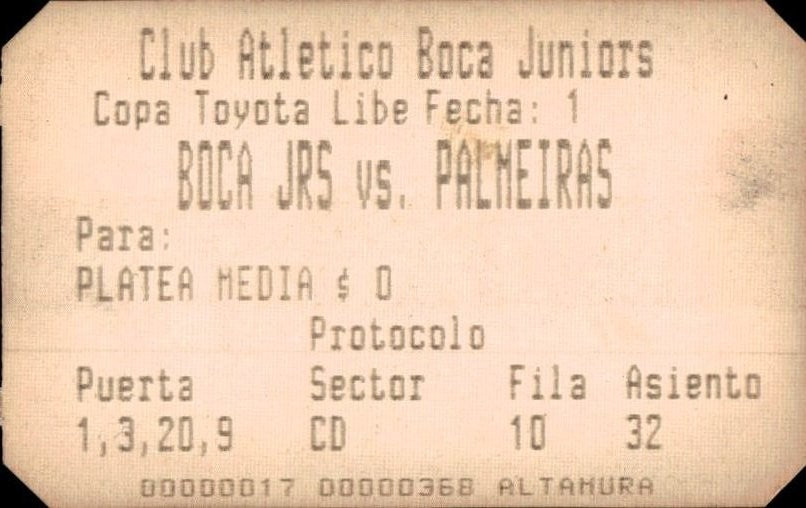 Club Atletico Boca Juniors
Copa Toyota Libe Fecha: 1
BOCA JRS vs. PALMEIRAS
Para:
PLATEA MEDIA $ 0
Protocolo
Puerta Sector Fila Asiento
1,3,20,9 CD 10 32
00000017 00000368 ALTAMURA